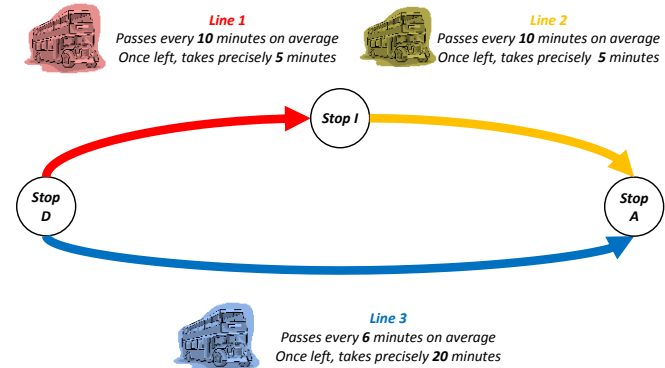 Line 1
Passes every 10 minutes on average
Once left, takes precisely 5 minutes
Line 2
Passes every 10 minutes on average
Once left, takes precisely 5 minutes
Stop I
Stop
D
Stop
A
Line 3
Passes every 6 minutes on average
Once left, takes precisely 20 minutes